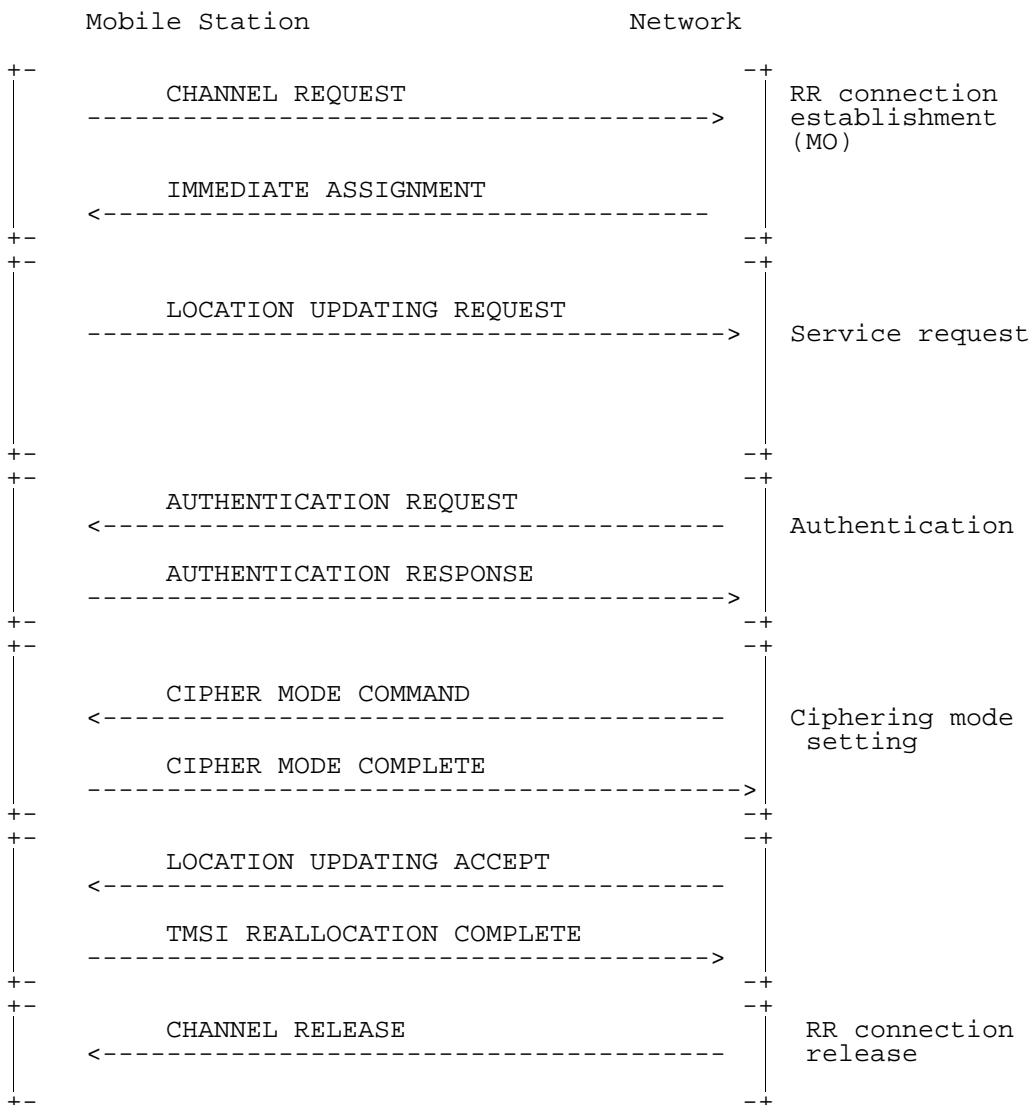 Mobile Station Network
+- -+
CHANNEL REQUEST RR connection
---------------------------------------> establishment
(MO)
IMMEDIATE ASSIGNMENT
<--------------------------------------
+- -+
+- -+
LOCATION UPDATING REQUEST
----------------------------------------> Service request
+- -+
+- -+
AUTHENTICATION REQUEST
<--------------------------------------- Authentication
AUTHENTICATION RESPONSE
---------------------------------------->
+- -+
+- -+
CIPHER MODE COMMAND
<--------------------------------------- Ciphering mode
setting
CIPHER MODE COMPLETE
----------------------------------------->
+- -+
+- -+
LOCATION UPDATING ACCEPT
<---------------------------------------
TMSI REALLOCATION COMPLETE
--------------------------------------->
+- -+
+- -+
CHANNEL RELEASE RR connection
<--------------------------------------- release
+- -+